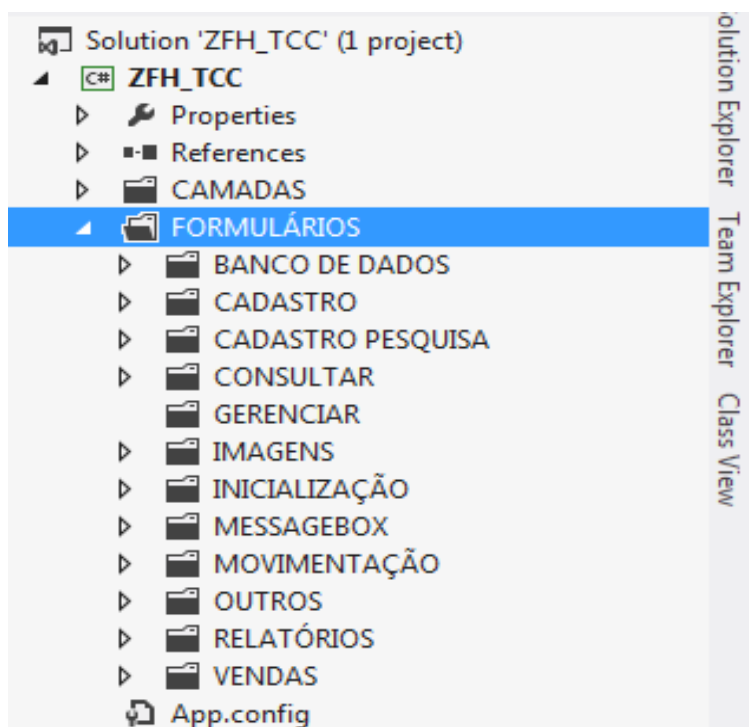 Solution 'ZFH_TCC' (1 project)
C# ZFH_TCC
Properties
References
CAMADAS
FORMULÁRIOS
BANCO DE DADOS
CADASTRO
CADASTRO PESQUISA
CONSULTAR
GERENCIAR
IMAGENS
INICIALIZAÇÃO
MESSAGEBOX
MOVIMENTAÇÃO
OUTROS
RELATÓRIOS
VENDAS
App.config
Solution Explorer
Team Explorer
Class View